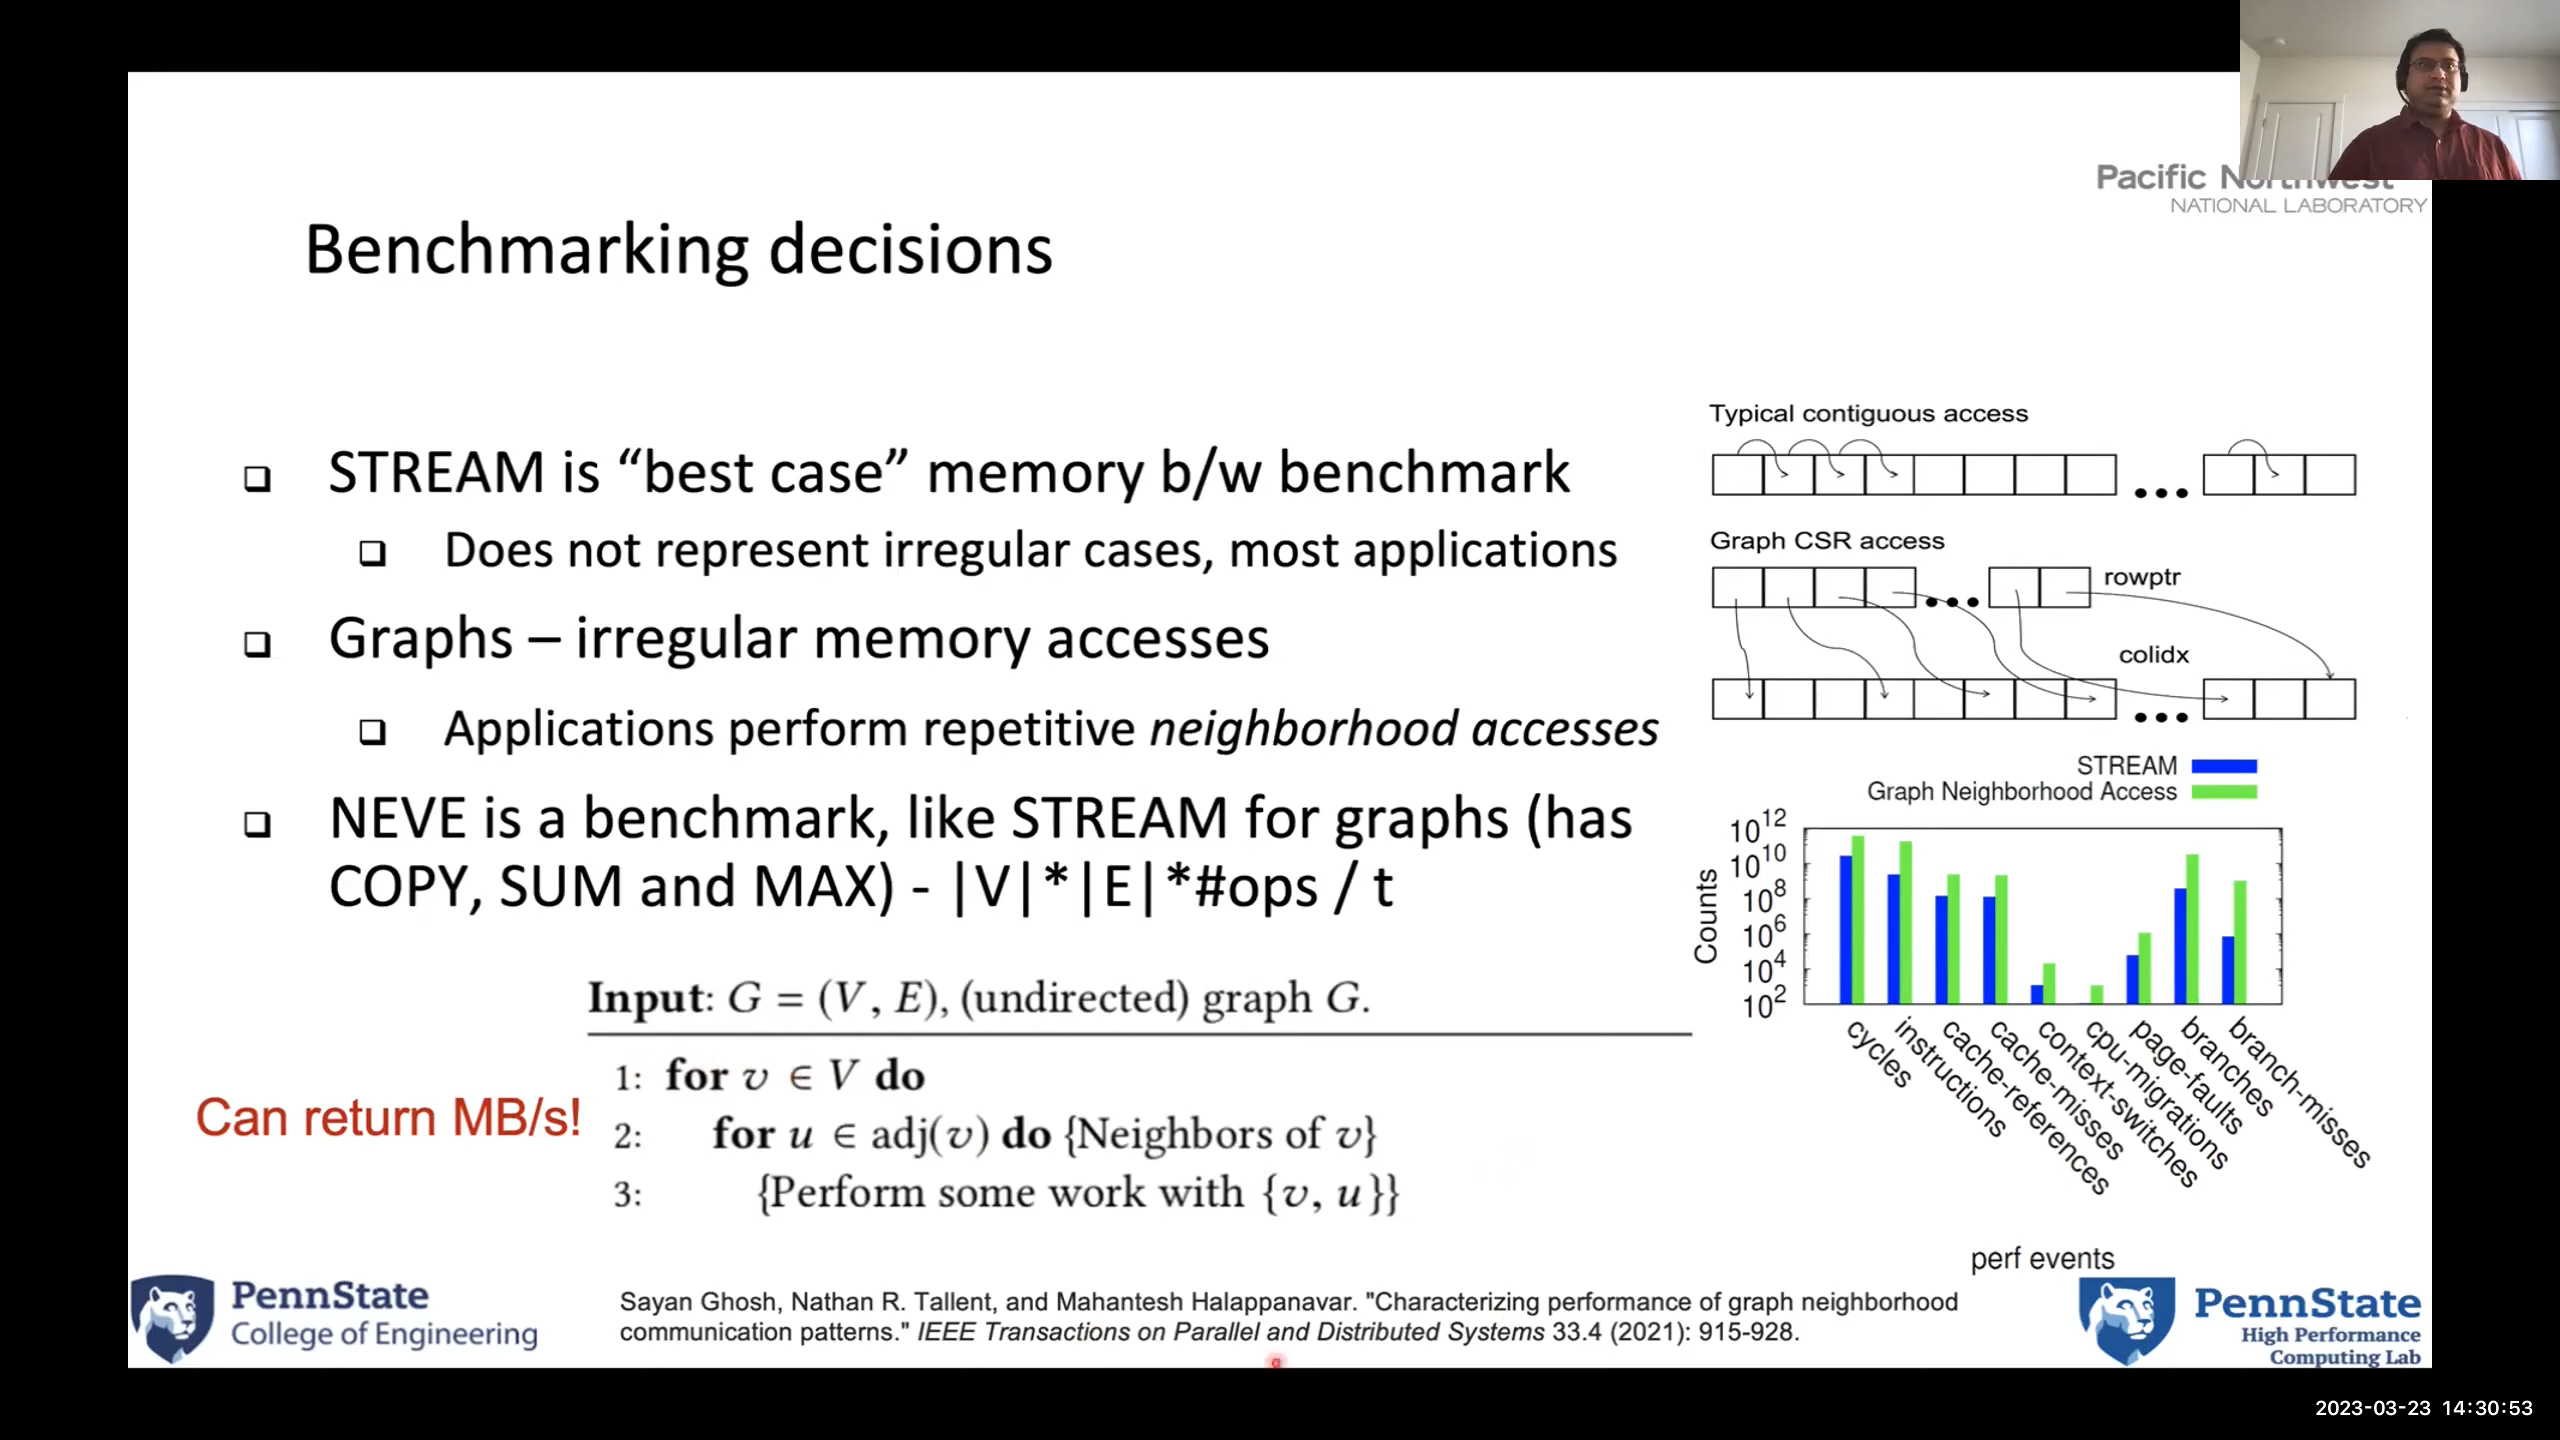 Pacific Northwest
NATIONAL LABORATORY
Benchmarking decisions
STREAM is “best case” memory b/w benchmark
Does not represent irregular cases, most applications
Graphs – irregular memory accesses
Applications perform repetitive neighborhood accesses
NEVE is a benchmark, like STREAM for graphs (has
COPY, SUM and MAX) - |V|*|E|*#ops / t
Typical contiguous access
Graph CSR access
rowptr
colidx
STREAM
Graph Neighborhood Access
Counts
10^12
10^10
10^8
10^6
10^4
10^2
cycles
instructions
cache-references
cache-misses
context-switches
cpu-migrations
page-faults
branches
branch-misses
perf events
Input: G = (V, E), (undirected) graph G.
1: for v ∈ V do
2: for u ∈ adj(v) do {Neighbors of v}
3: {Perform some work with {v, u}}
Can return MB/s!
PennState
College of Engineering
Sayan Ghosh, Nathan R. Tallent, and Mahantesh Halappanavar. "Characterizing performance of graph neighborhood
communication patterns." IEEE Transactions on Parallel and Distributed Systems 33.4 (2021): 915-928.
PennState
High Performance
Computing Lab
2023-03-23 14:30:53